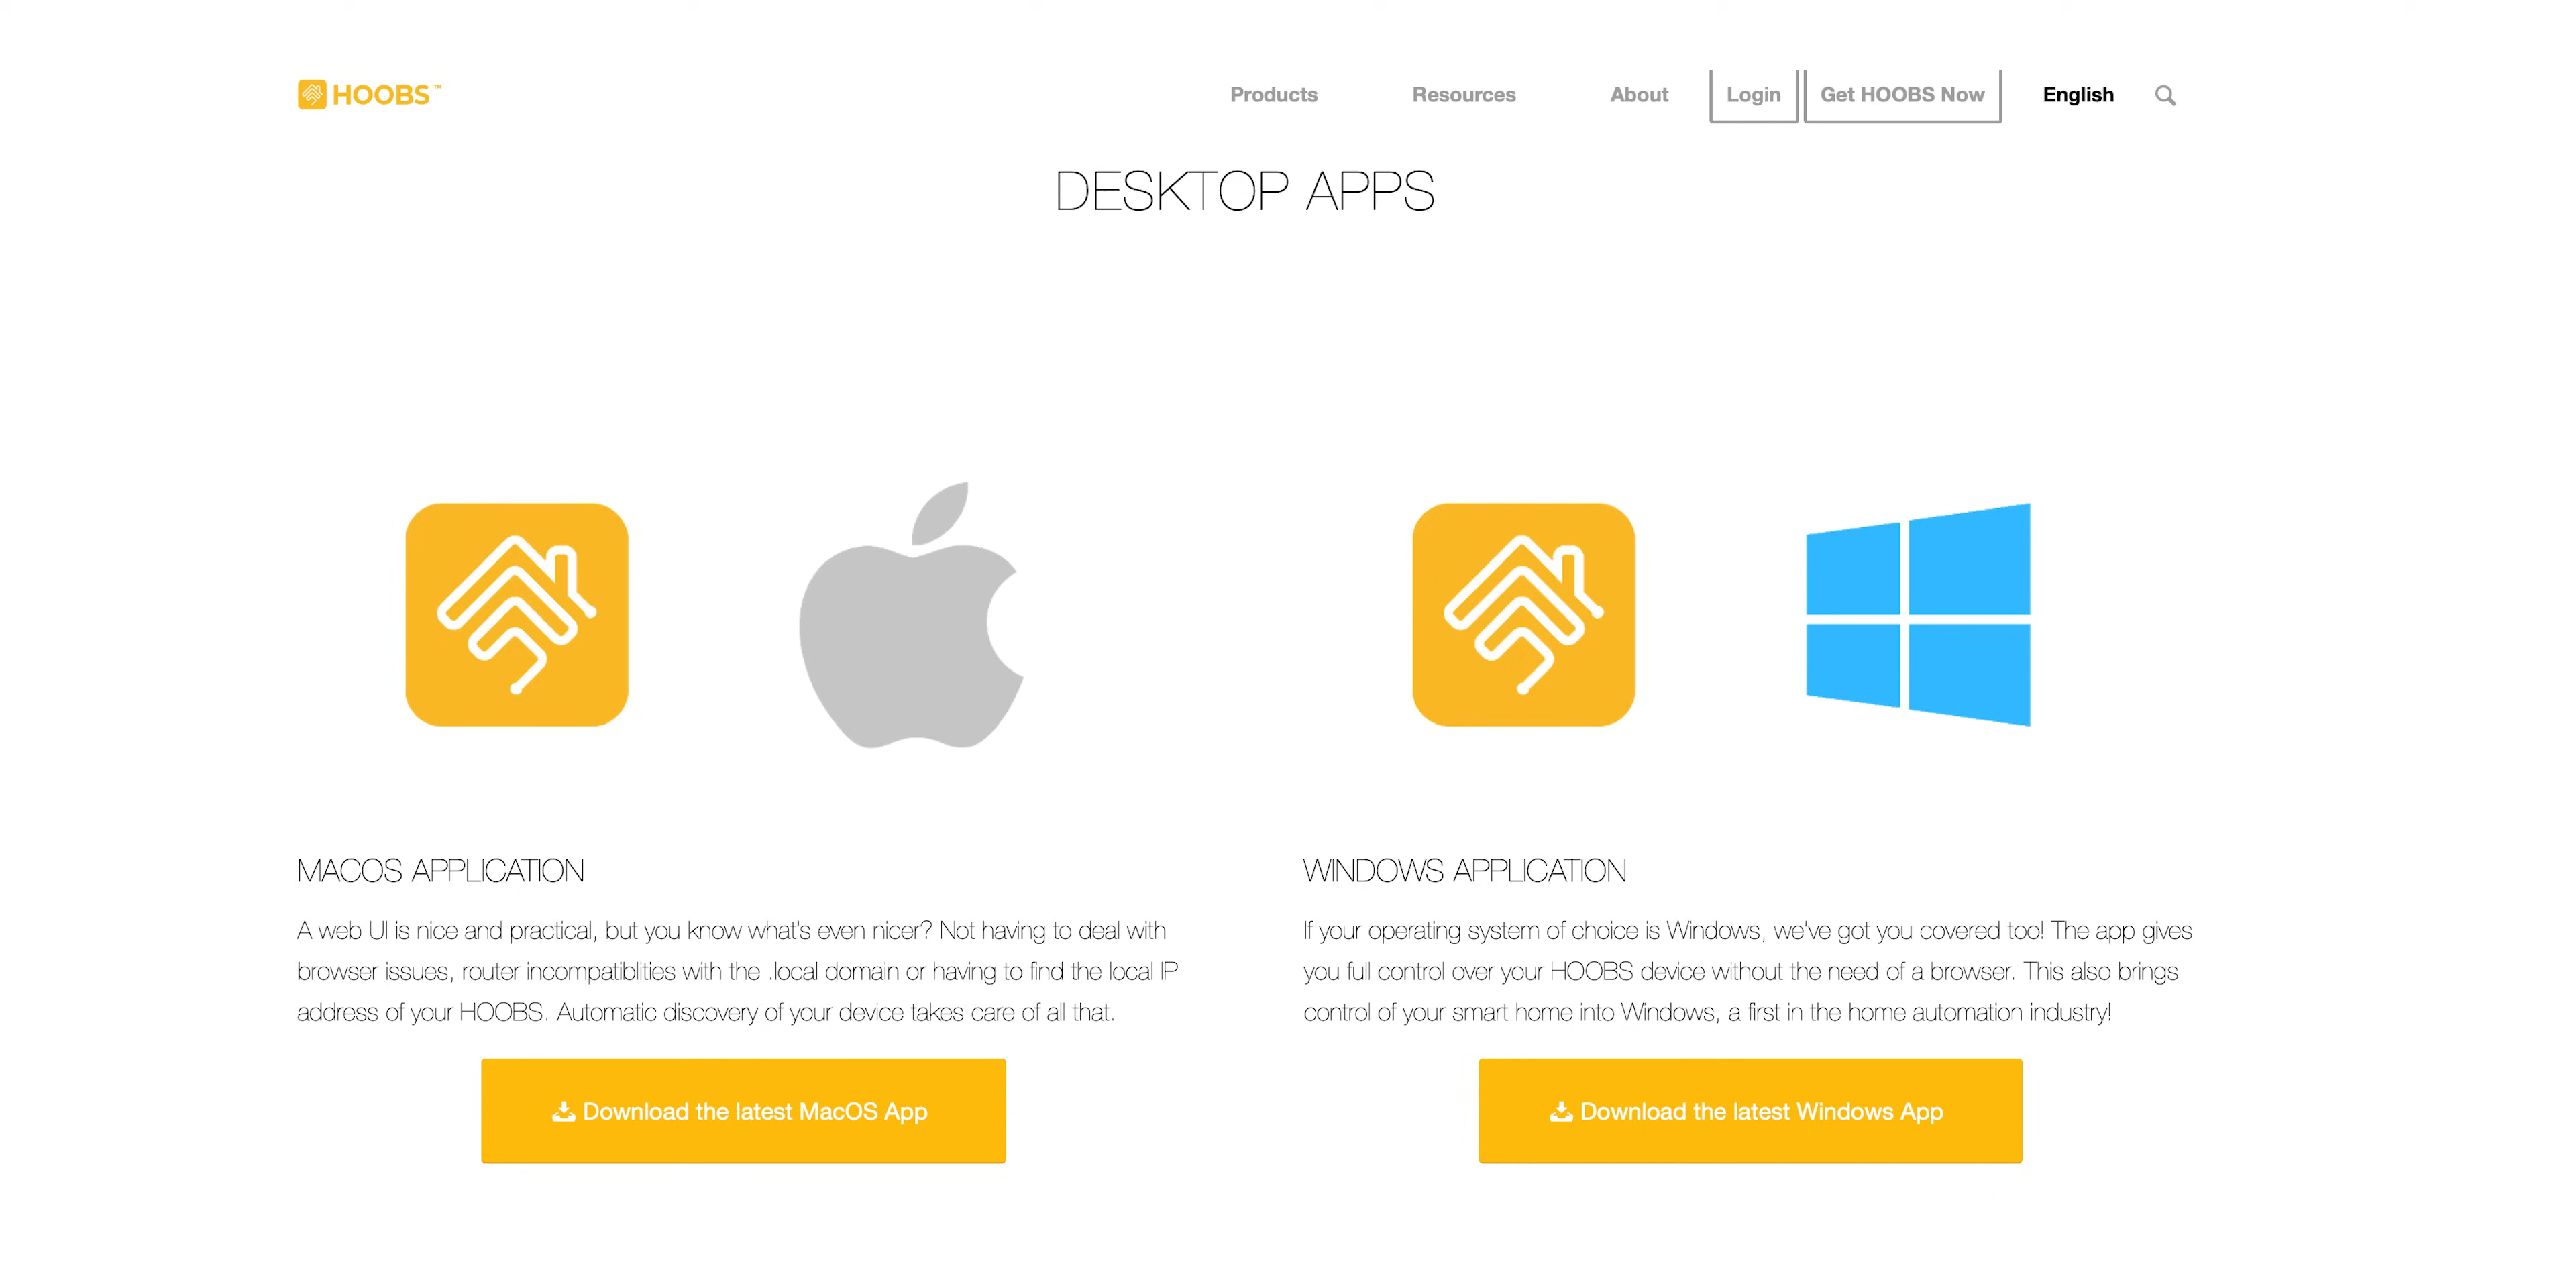 HOOBS™
Products
Resources
About
Login
Get HOOBS Now
English
DESKTOP APPS
MACOS APPLICATION
A web UI is nice and practical, but you know what's even nicer? Not having to deal with
browser issues, router incompatiblities with the .local domain or having to find the local IP
address of your HOOBS. Automatic discovery of your device takes care of all that.
Download the latest MacOS App
WINDOWS APPLICATION
If your operating system of choice is Windows, we've got you covered too! The app gives
you full control over your HOOBS device without the need of a browser. This also brings
control of your smart home into Windows, a first in the home automation industry!
Download the latest Windows App